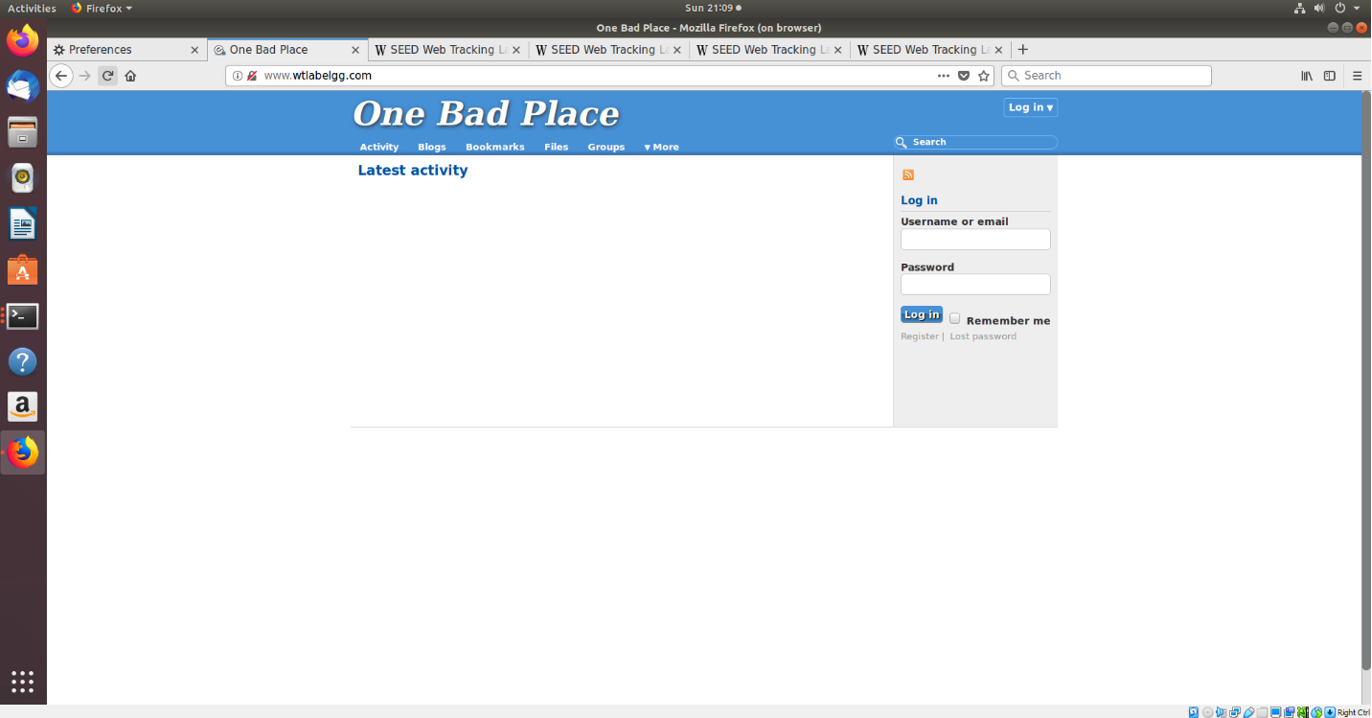 Activities Firefox ▾ Sun 21:09
One Bad Place - Mozilla Firefox (on browser)
Preferences One Bad Place SEED Web Tracking SEED Web Tracking SEED Web Tracking SEED Web Tracking
www.wtlabelgg.com Search
One Bad Place
Log in ▾
Activity Blogs Bookmarks Files Groups ▾ More
Search
Latest activity
Log in
Username or email
Password
Log in Remember me
Register | Lost password
Right Ctrl